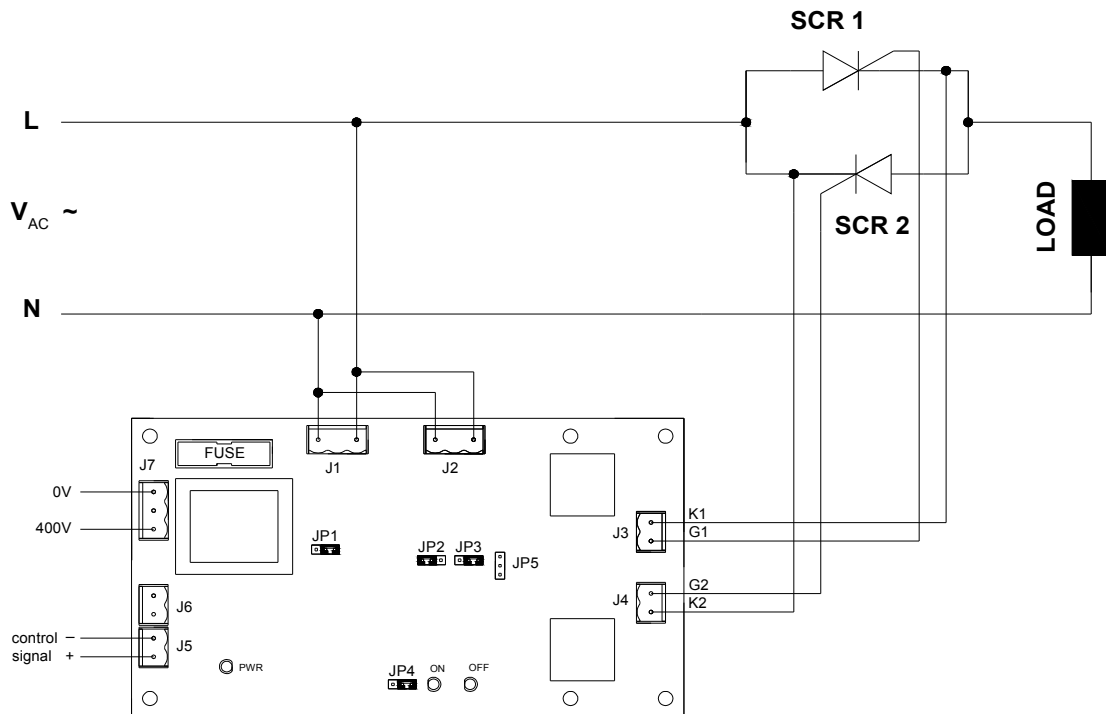 SCR 1
L
V AC ~
SCR 2
LOAD
N
FUSE
J7
J1
J2
0V
400V
K1
J3
G1
JP1
JP2
JP3
JP5
G2
J4
K2
J6
control –
J5
signal +
PWR
JP4
ON
OFF